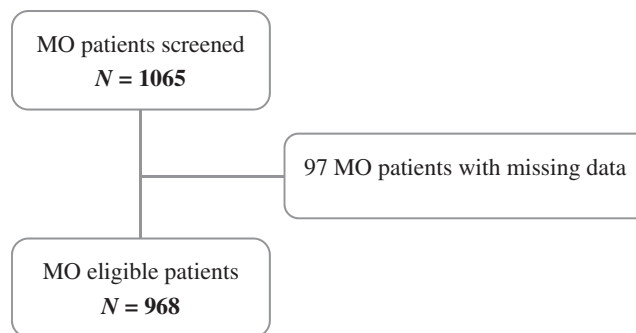 MO patients screened
N = 1065
97 MO patients with missing data
MO eligible patients
N = 968